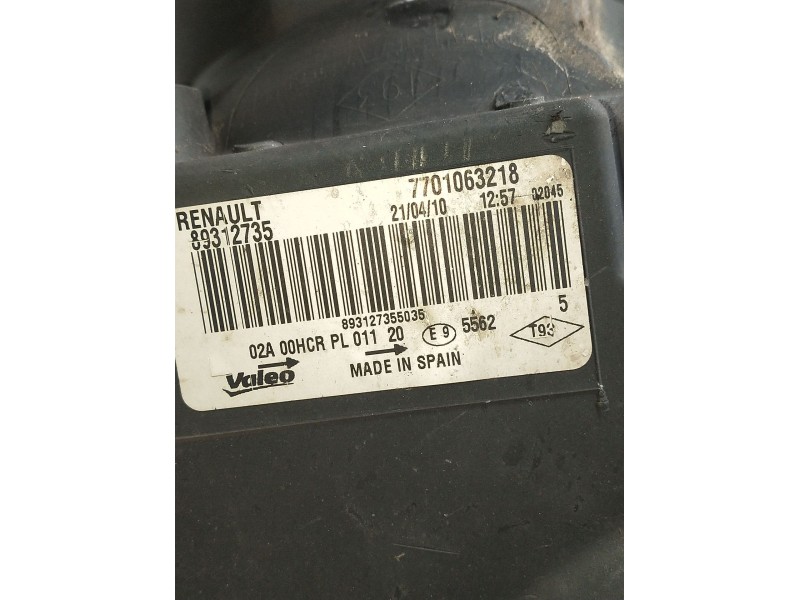 RENAULT 7701063218
89312735 21/04/10 12:57 02045
893127355035 5
02A 00HCR PL 011 20 E 9 5562 T93
Valeo MADE IN SPAIN